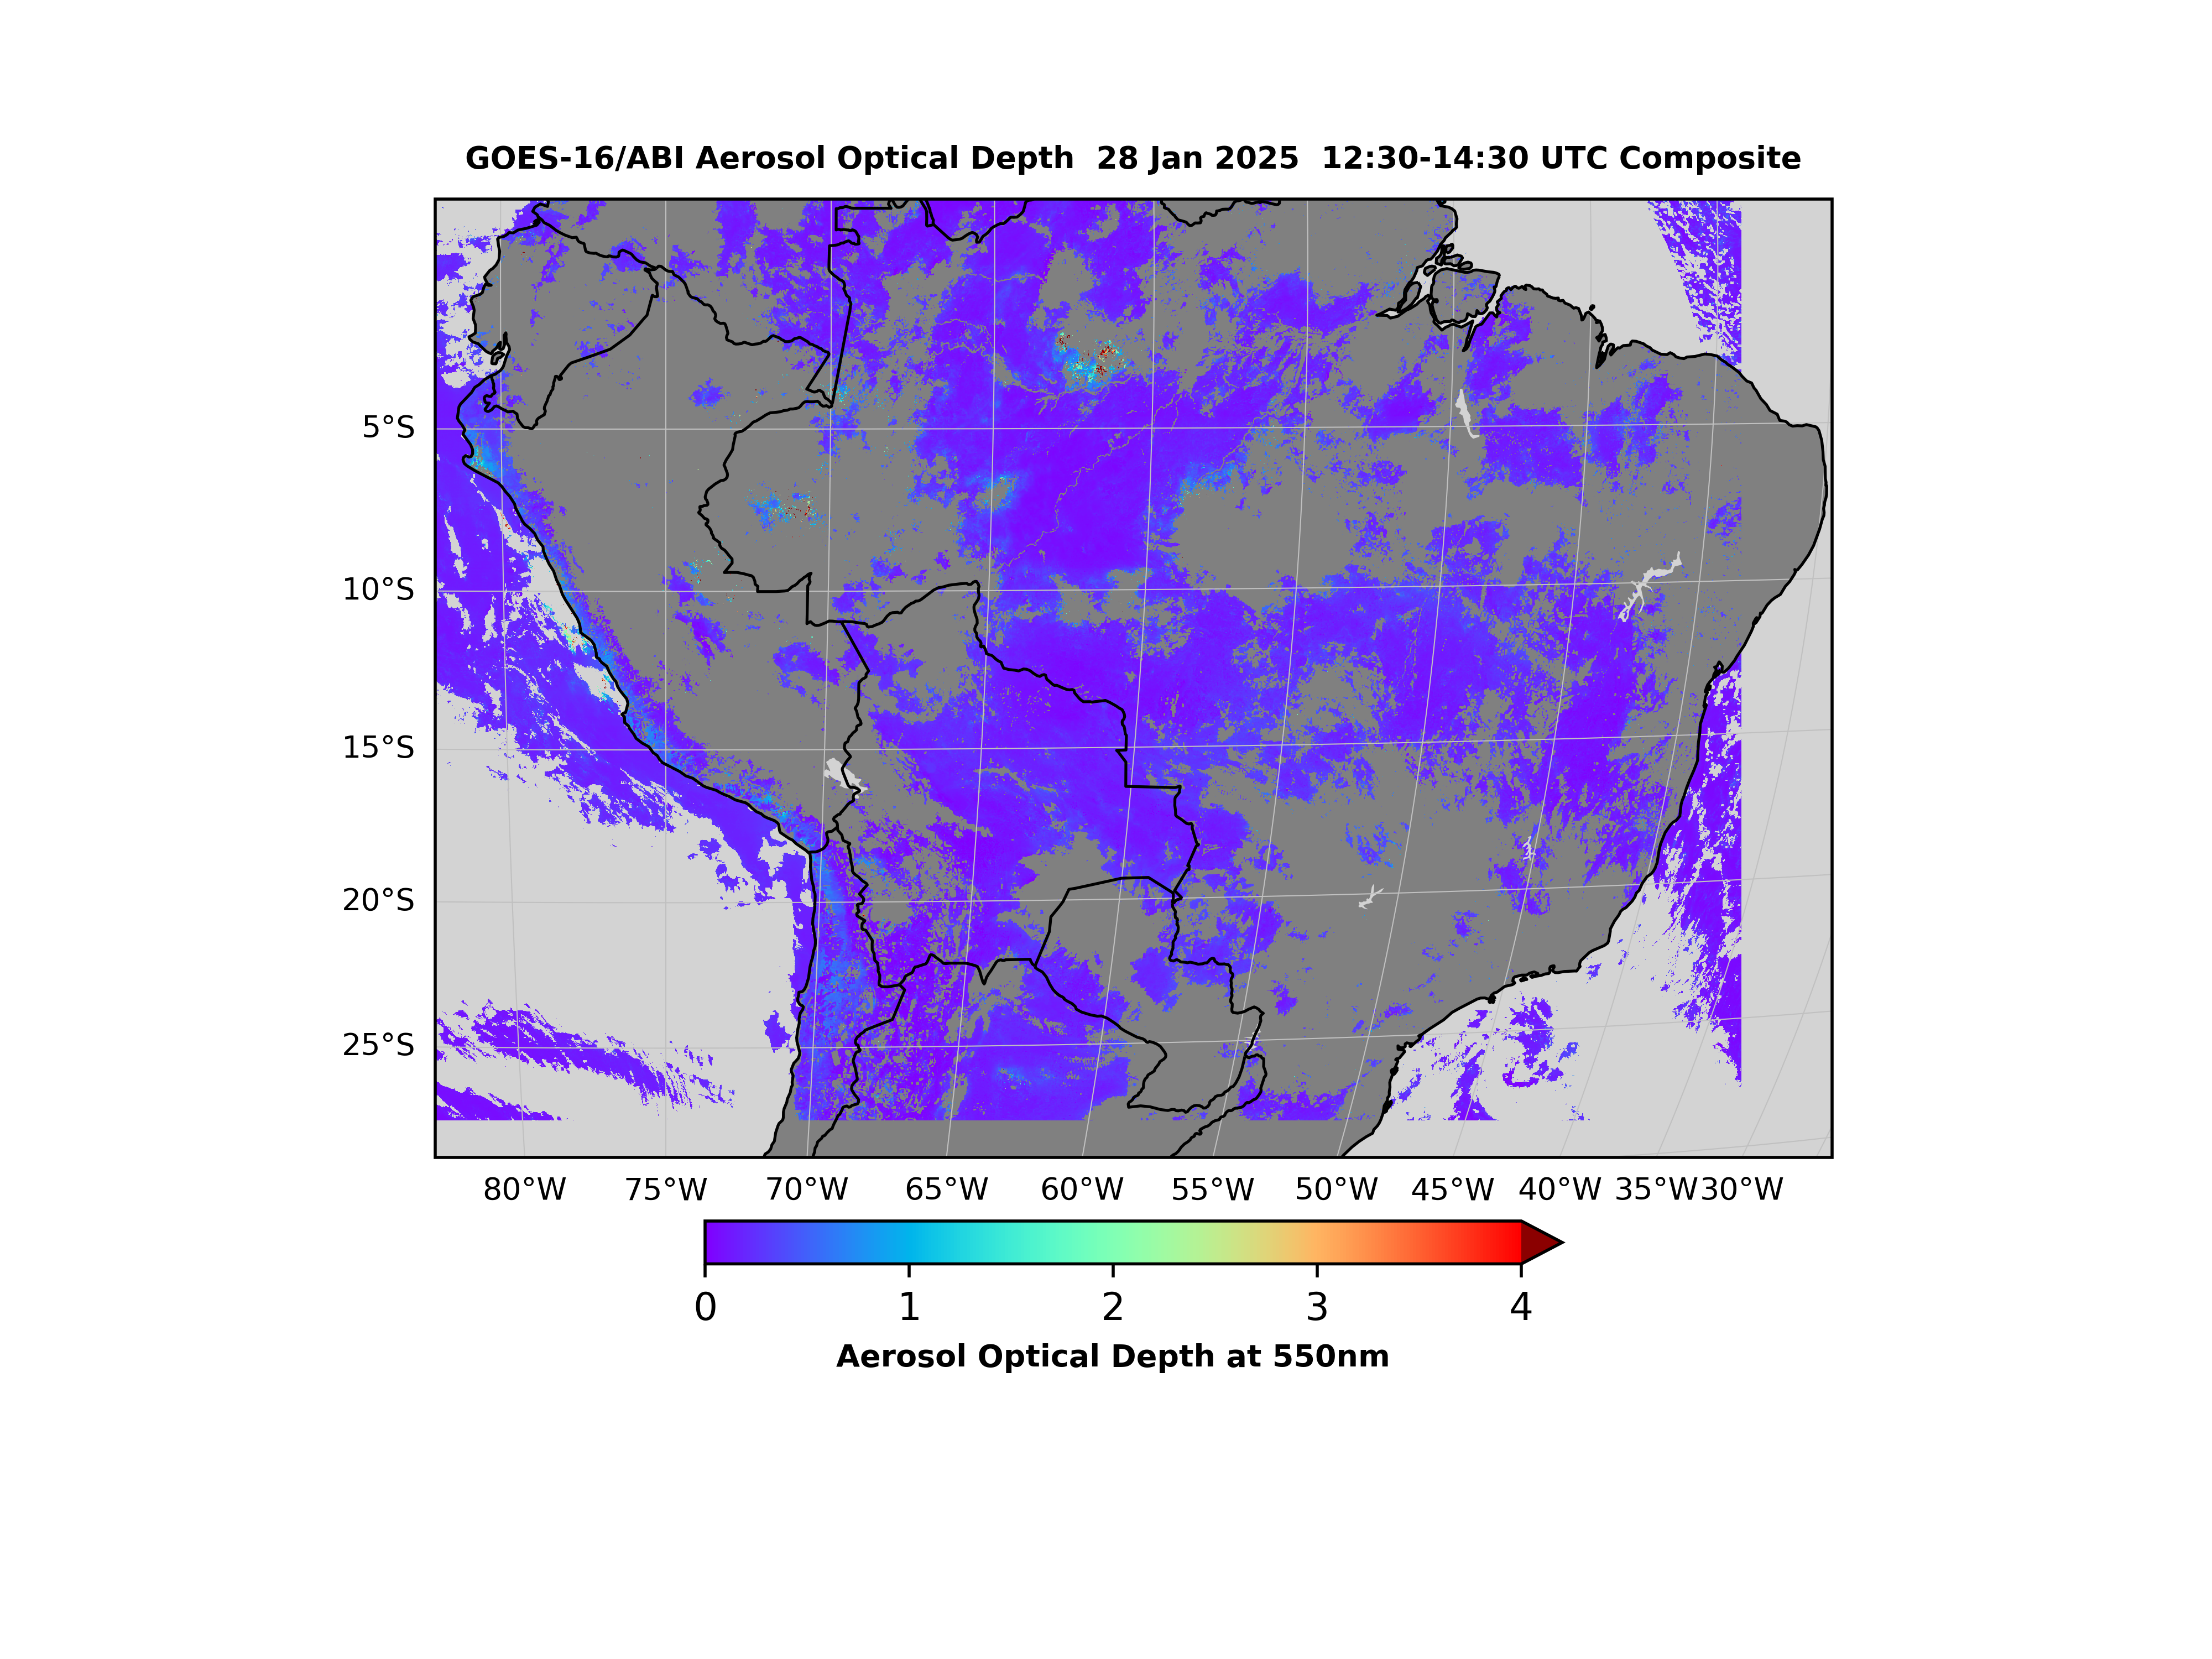 GOES-16/ABI Aerosol Optical Depth  28 Jan 2025  12:30-14:30 UTC Composite
5°S
10°S
15°S
20°S
25°S
80°W 75°W 70°W 65°W 60°W 55°W 50°W 45°W 40°W 35°W 30°W
0 1 2 3 4
Aerosol Optical Depth at 550nm